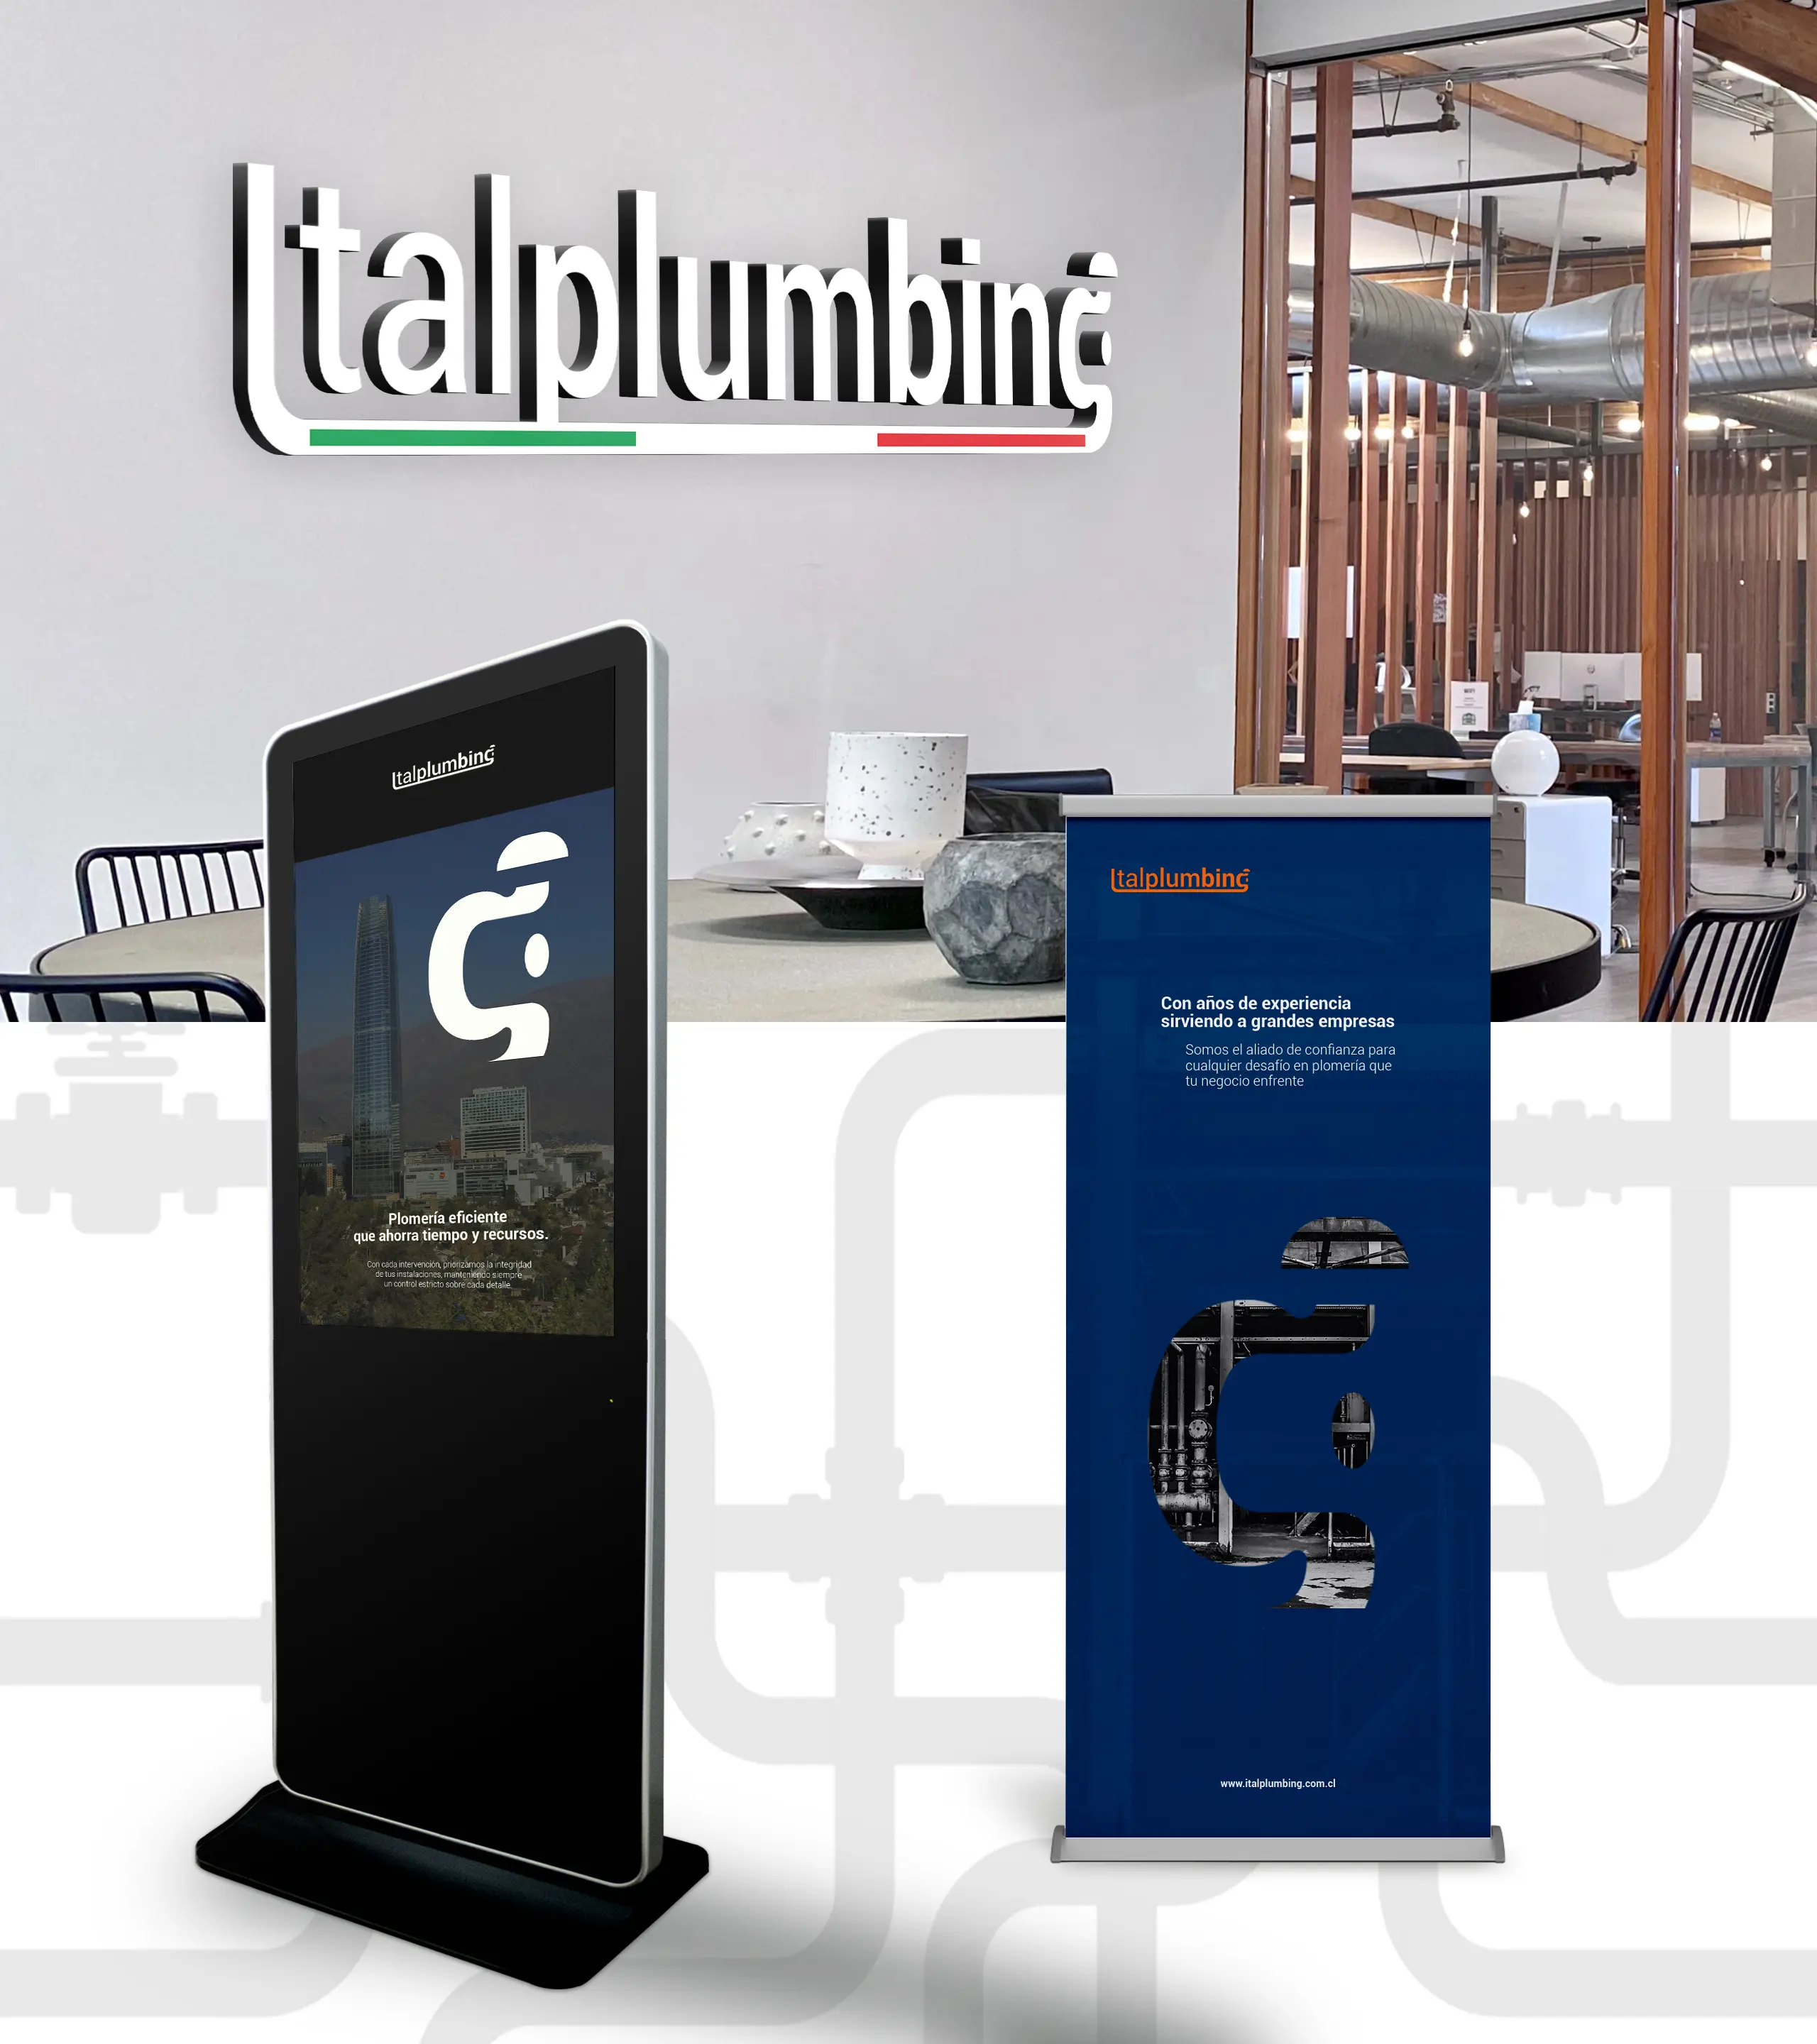 Italplumbing
Italplumbing
Plomería eficiente
que ahorra tiempo y recursos.
Con cada intervención, priorizamos la integridad
de tus instalaciones, manteniendo siempre
un control estricto sobre cada detalle.
Italplumbing
Con años de experiencia
sirviendo a grandes empresas
Somos el aliado de confianza para
cualquier desafío en plomería que
tu negocio enfrente
www.italplumbing.com.cl